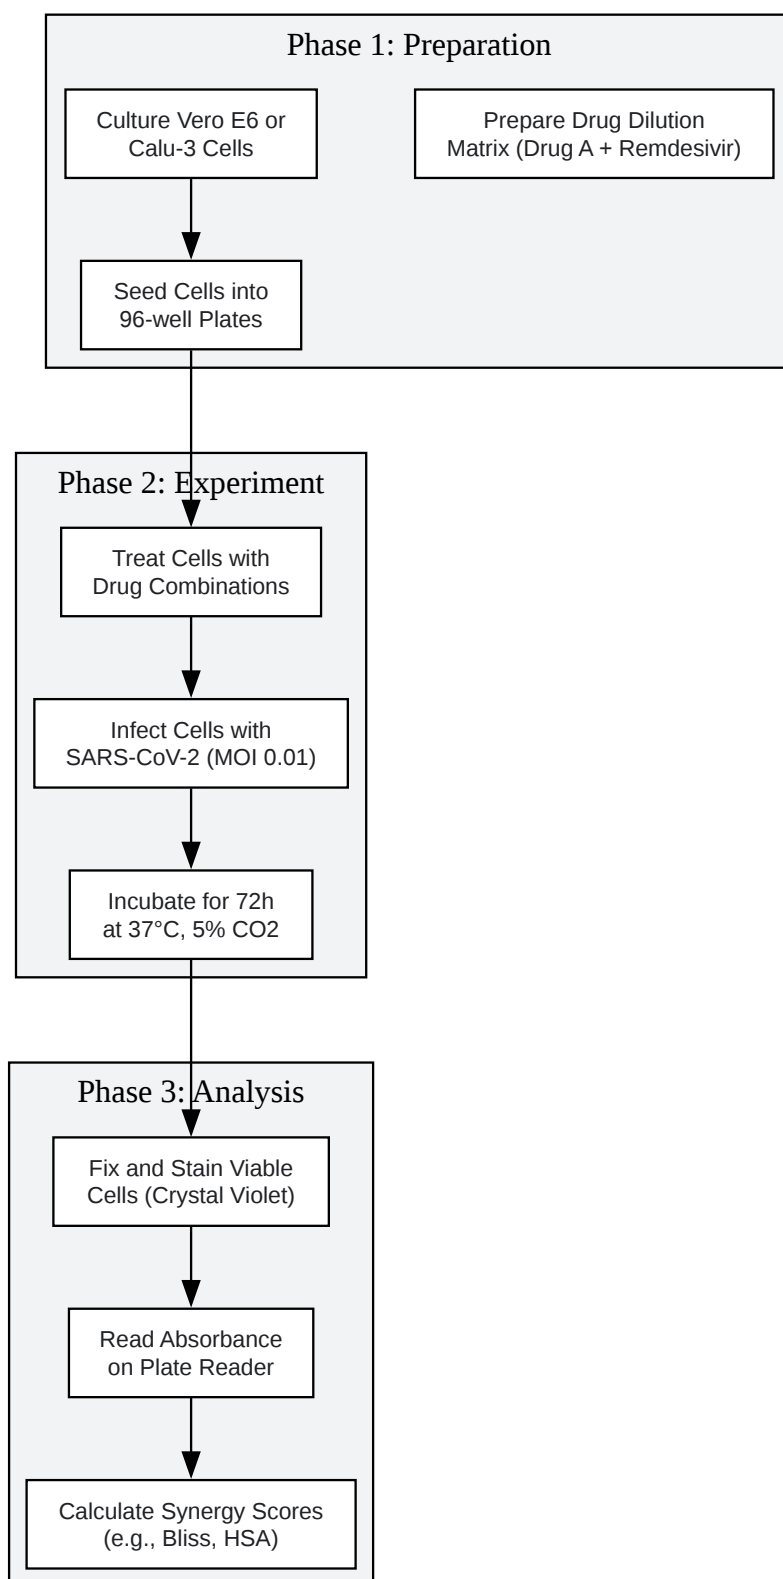 Phase 1: Preparation
Culture Vero E6 or
Calu-3 Cells
Prepare Drug Dilution
Matrix (Drug A + Remdesivir)
Seed Cells into
96-well Plates
Phase 2: Experiment
Treat Cells with
Drug Combinations
Infect Cells with
SARS-CoV-2 (MOI 0.01)
Incubate for 72h
at 37°C, 5% CO2
Phase 3: Analysis
Fix and Stain Viable
Cells (Crystal Violet)
Read Absorbance
on Plate Reader
Calculate Synergy Scores
(e.g., Bliss, HSA)